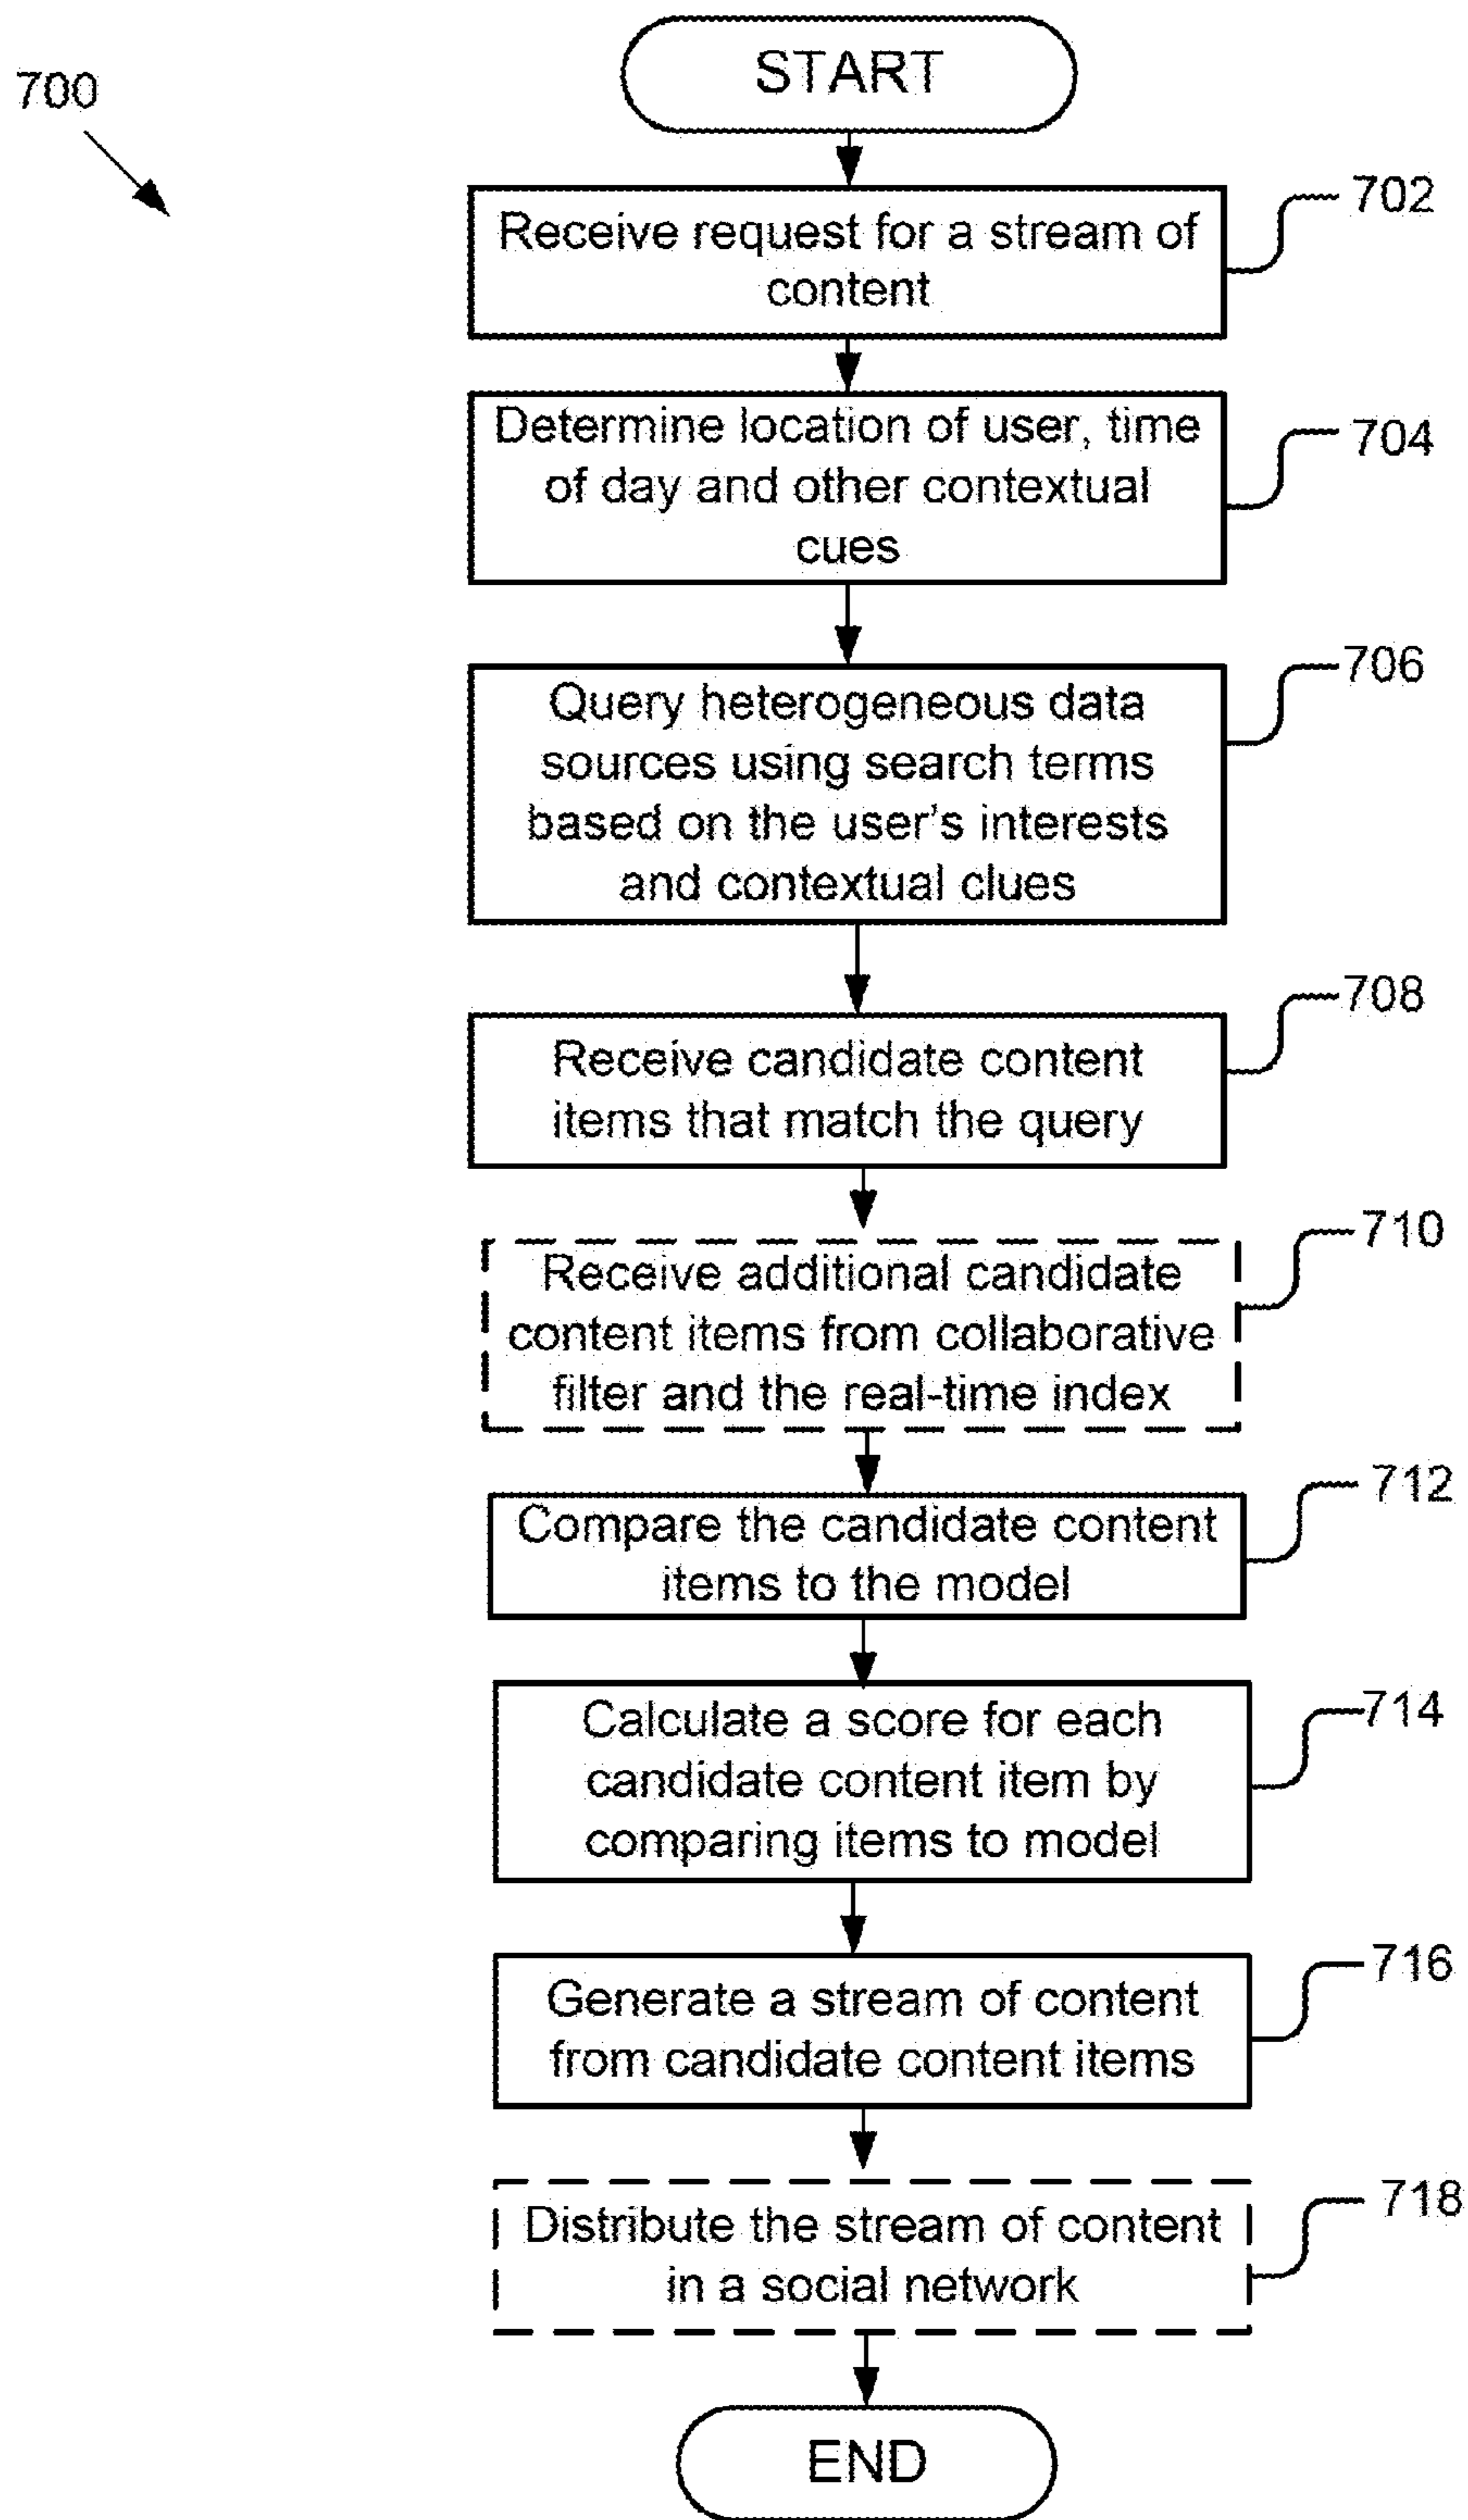 START
700
702
Receive request for a stream of
content
704
Determine location of user, time
of day and other contextual
cues
706
Query heterogeneous data
sources using search terms
based on the user's interests
and contextual clues
708
Receive candidate content
items that match the query
710
Receive additional candidate
content items from collaborative
filter and the real-time index
712
Compare the candidate content
items to the model
714
Calculate a score for each
candidate content item by
comparing items to model
716
Generate a stream of content
from candidate content items
718
Distribute the stream of content
in a social network
END